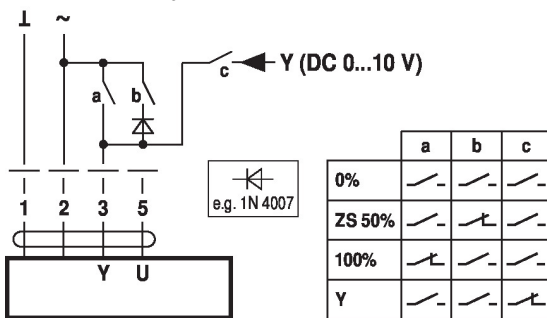 ⊥ ~
a b c Y (DC 0...10 V)
1 2 3 5
Y U
e.g. 1N 4007
a b c
0%
ZS 50%
100%
Y